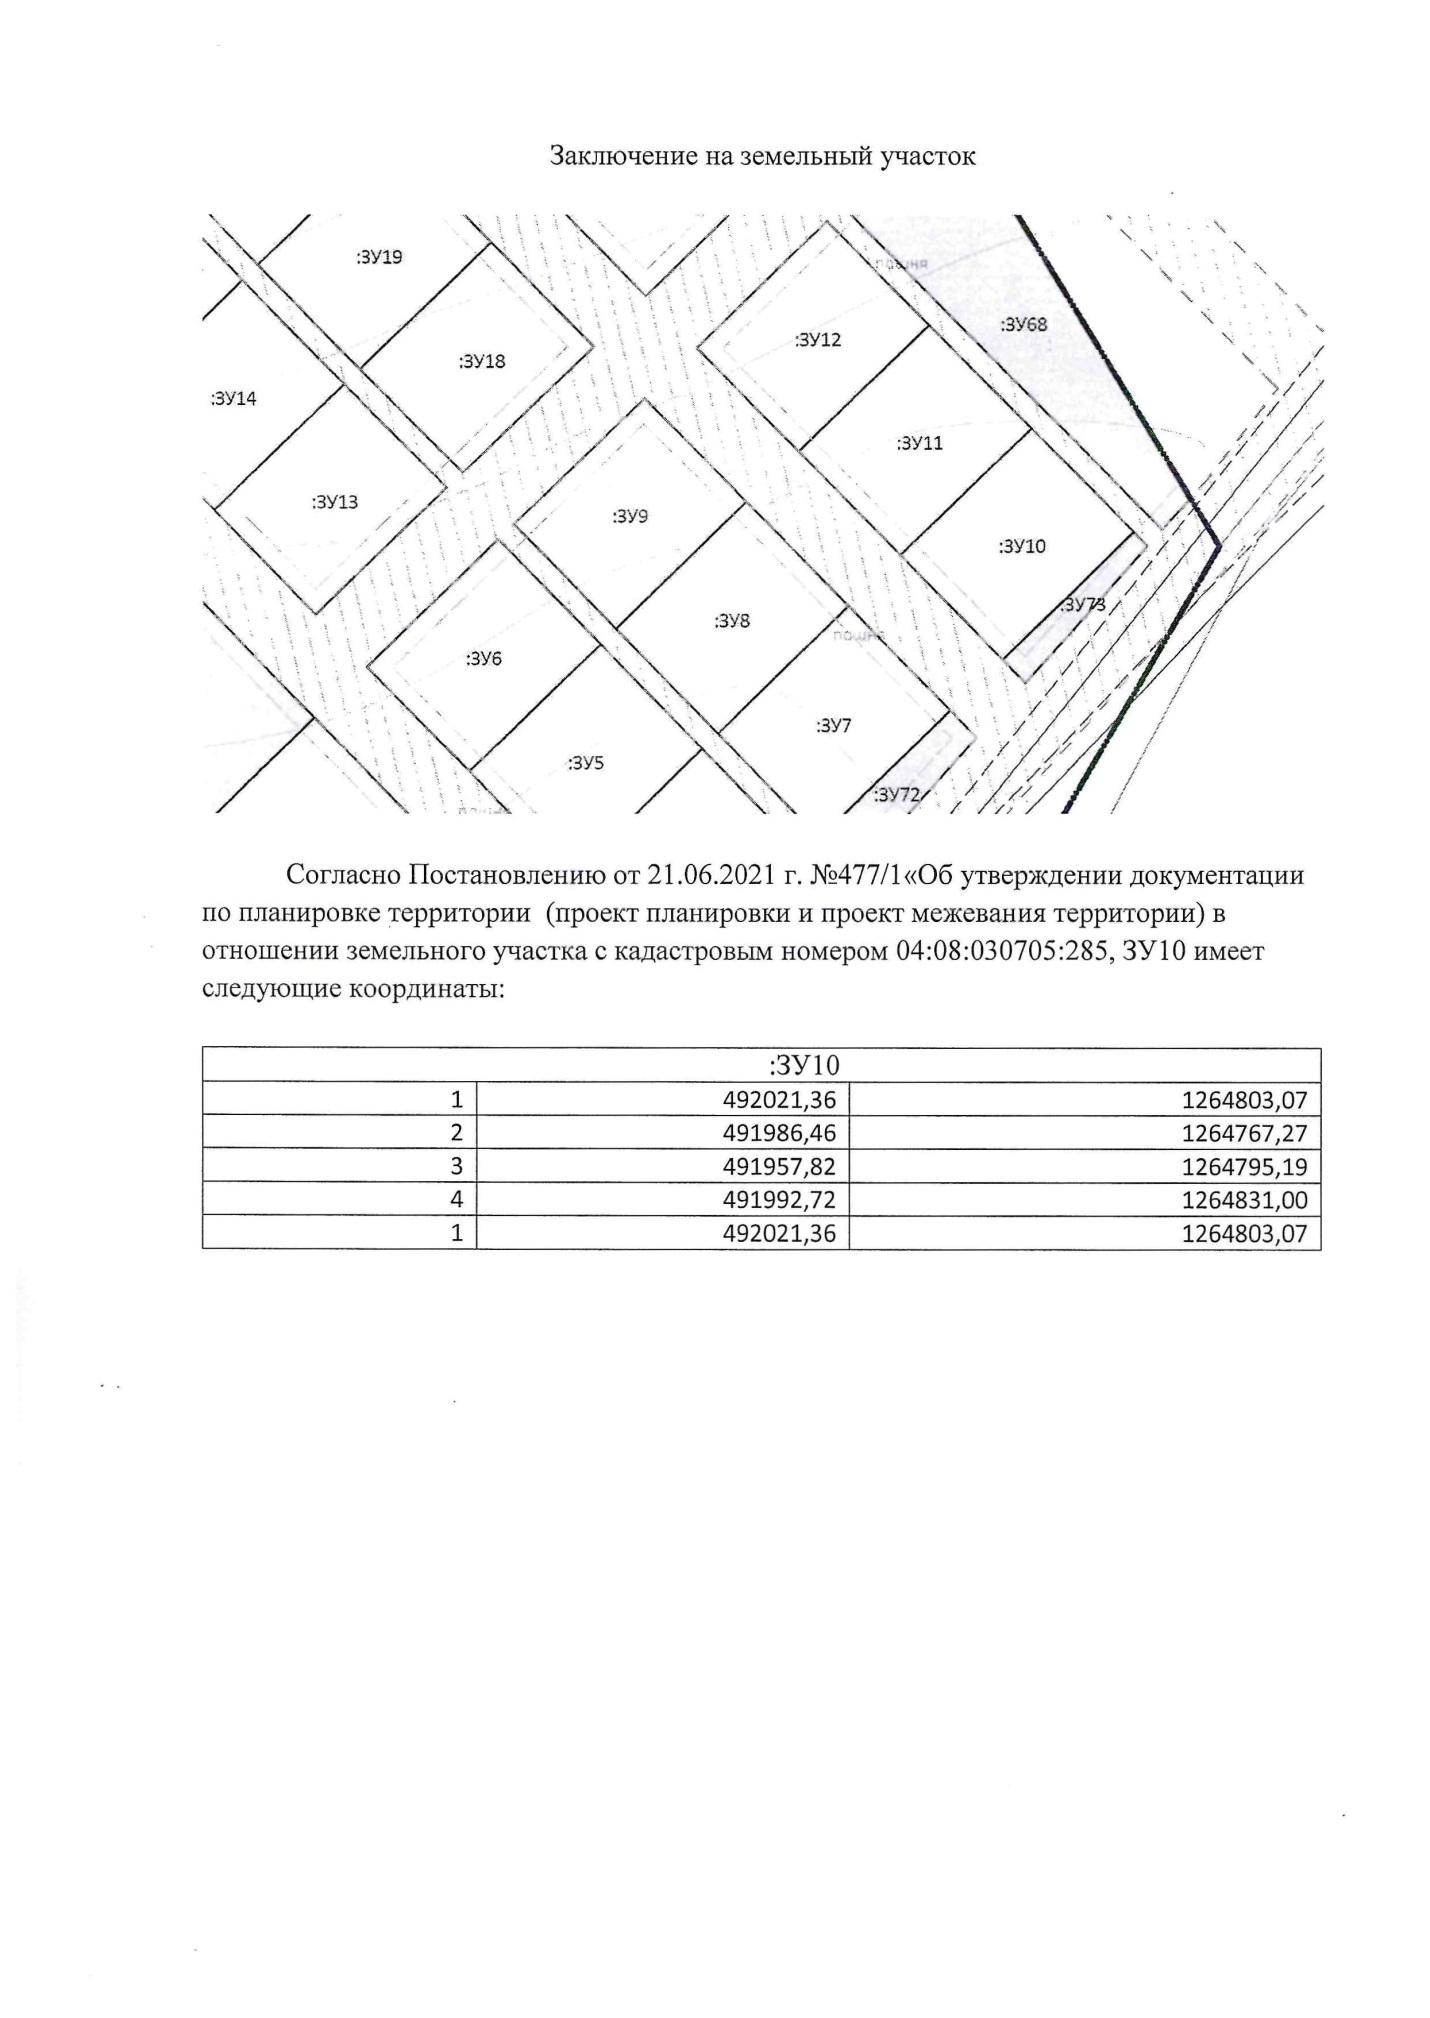 Заключение на земельный участок
:ЗУ19
пашня
:ЗУ68
:ЗУ12
:ЗУ18
:ЗУ14
:ЗУ11
:ЗУ13
:ЗУ9
:ЗУ10
:ЗУ73
:ЗУ8
пашня
:ЗУ6
:ЗУ7
:ЗУ5
:ЗУ72
пашня
Согласно Постановлению от 21.06.2021 г. №477/1«Об утверждении документации
по планировке территории (проект планировки и проект межевания территории) в
отношении земельного участка с кадастровым номером 04:08:030705:285, ЗУ10 имеет
следующие координаты:
:ЗУ10
1 492021,36 1264803,07
2 491986,46 1264767,27
3 491957,82 1264795,19
4 491992,72 1264831,00
1 492021,36 1264803,07